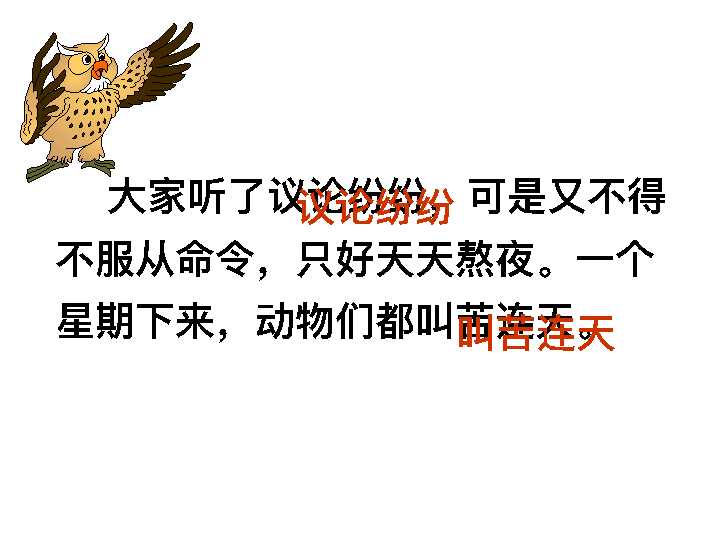 大家听了议论纷纷，可是又不得
议论纷纷
不服从命令，只好天天熬夜。一个
星期下来，动物们都叫苦连天。
叫苦连天